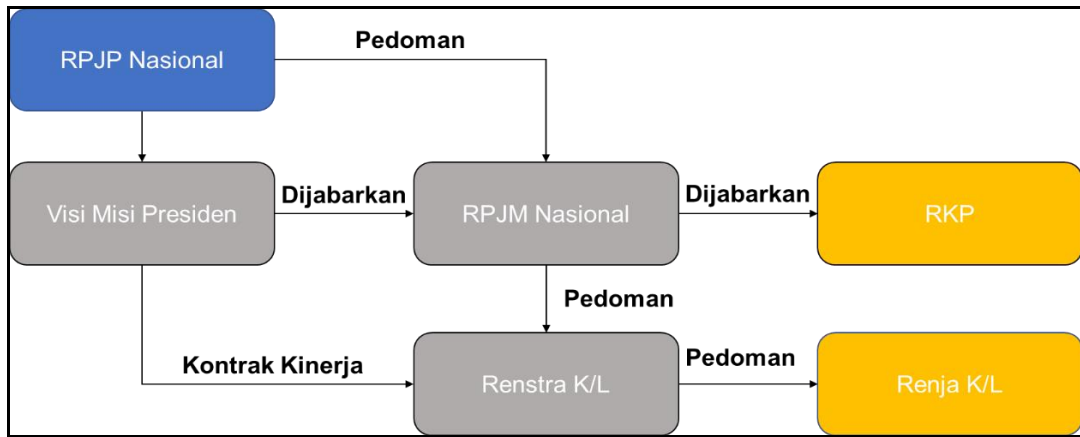 RPJP Nasional
Pedoman
Visi Misi Presiden
Dijabarkan
RPJM Nasional
Dijabarkan
RKP
Pedoman
Kontrak Kinerja
Renstra K/L
Pedoman
Renja K/L